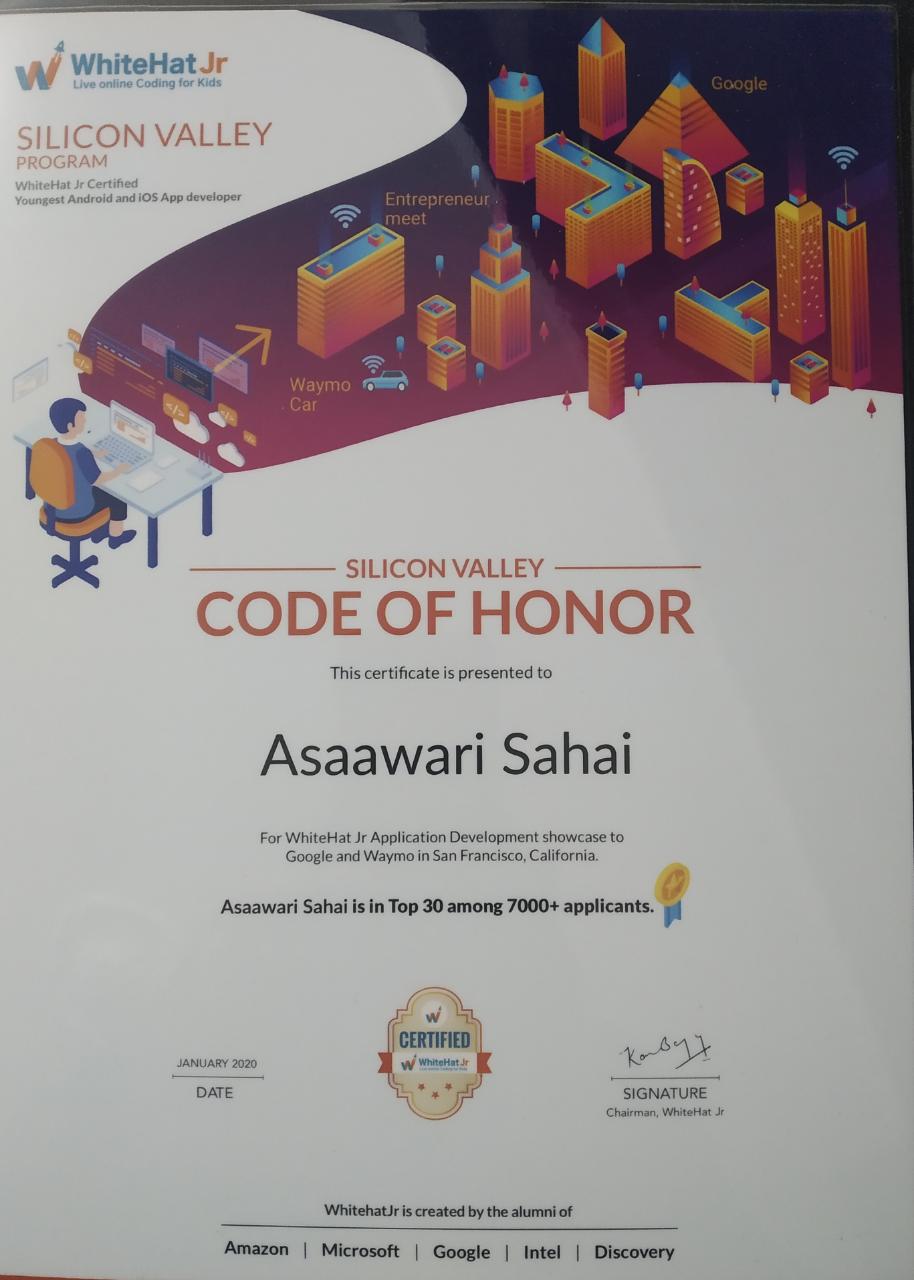 WhiteHat Jr
Live online Coding for Kids
SILICON VALLEY
PROGRAM
WhiteHat Jr Certified
Youngest Android and iOS App developer
Google
Entrepreneur
meet
Waymo
Car
SILICON VALLEY
CODE OF HONOR
This certificate is presented to
Asaawari Sahai
For WhiteHat Jr Application Development showcase to
Google and Waymo in San Francisco, California.
Asaawari Sahai is in Top 30 among 7000+ applicants.
CERTIFIED
WhiteHat Jr
Live online Coding for Kids
JANUARY 2020
DATE
SIGNATURE
Chairman, WhiteHat Jr
WhitehatJr is created by the alumni of
Amazon | Microsoft | Google | Intel | Discovery